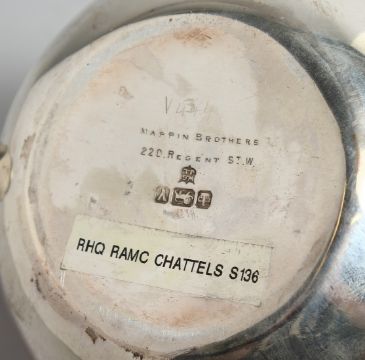 MAPPIN BROTHERS
220. REGENT ST. W.
RHQ RAMC CHATTELS S136